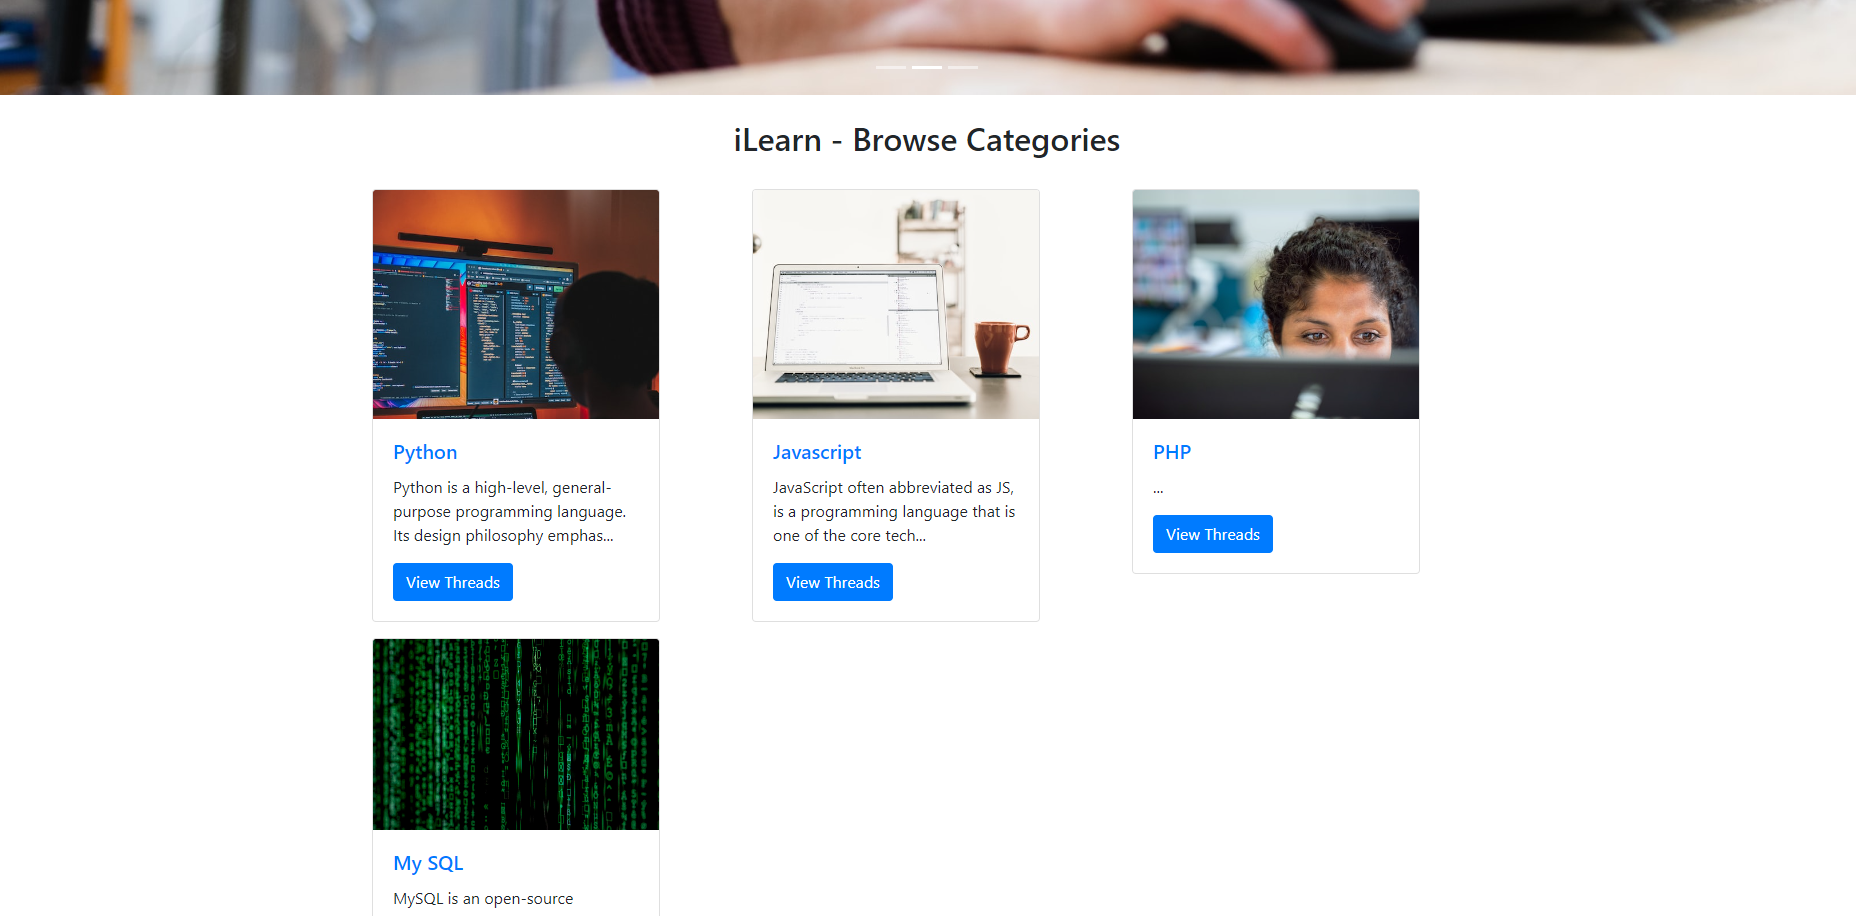 iLearn - Browse Categories
Python
Python is a high-level, general-
purpose programming language.
Its design philosophy emphas...
View Threads
Javascript
JavaScript often abbreviated as JS,
is a programming language that is
one of the core tech...
View Threads
PHP
...
View Threads
My SQL
MySQL is an open-source